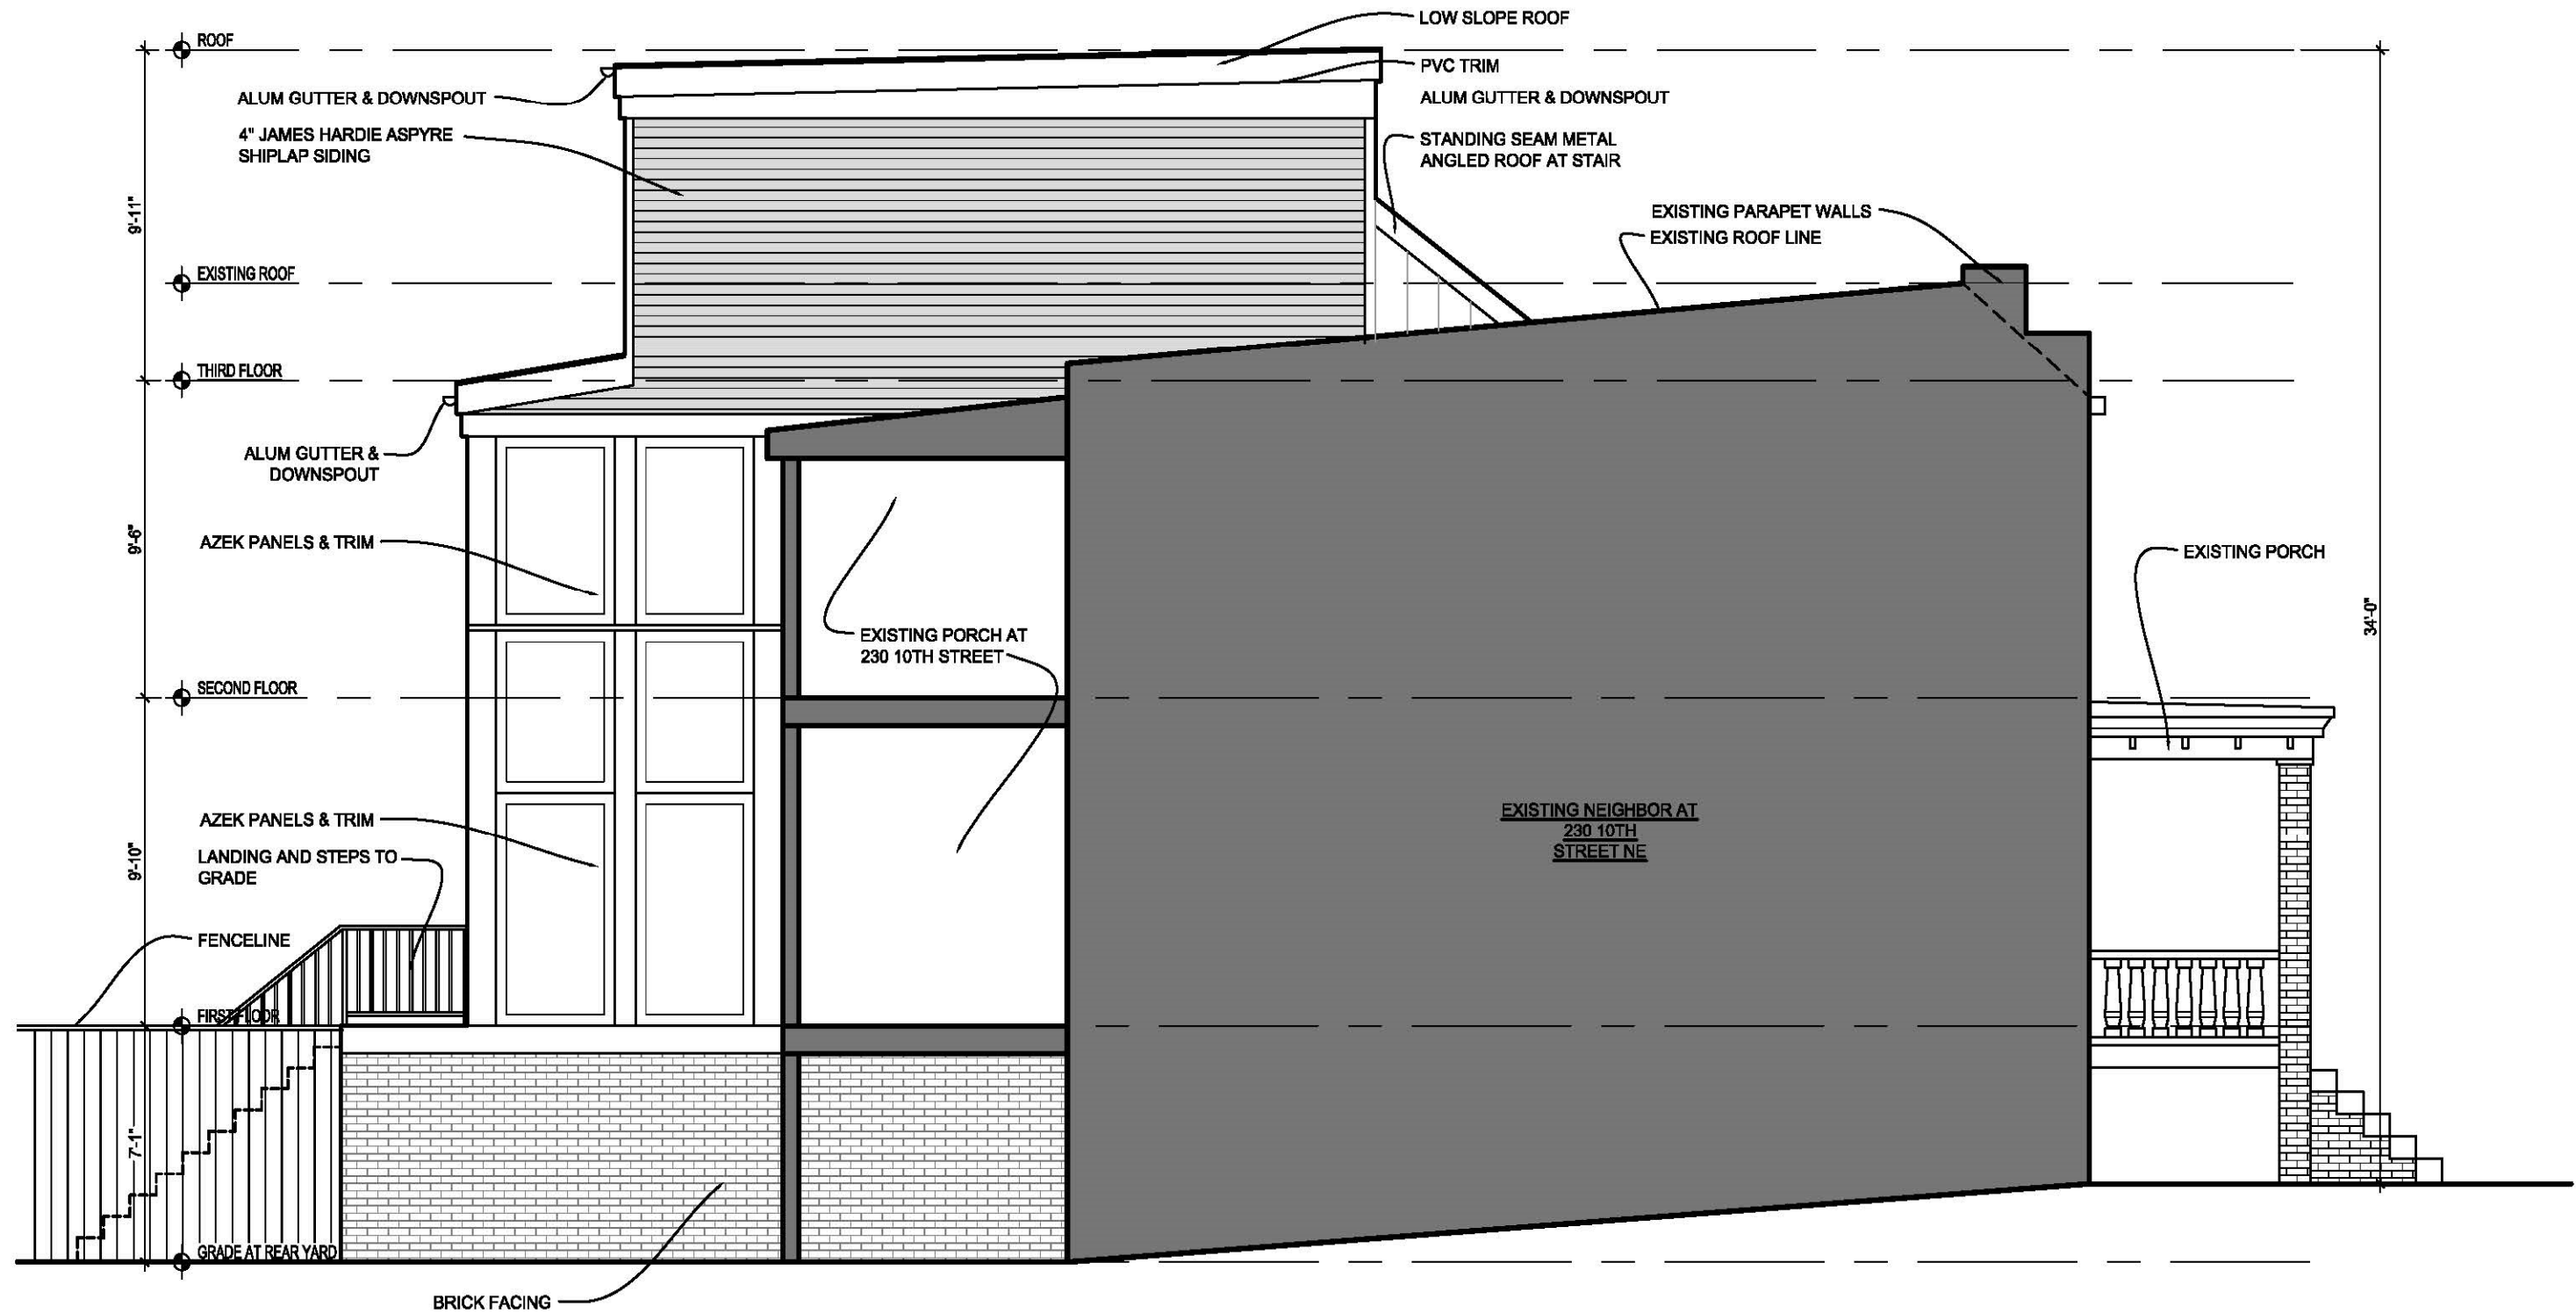 ROOF
LOW SLOPE ROOF
PVC TRIM
ALUM GUTTER & DOWNSPOUT
ALUM GUTTER & DOWNSPOUT
4" JAMES HARDIE ASPYRE
SHIPLAP SIDING
STANDING SEAM METAL
ANGLED ROOF AT STAIR
9'-11"
EXISTING PARAPET WALLS
EXISTING ROOF LINE
EXISTING ROOF
THIRD FLOOR
ALUM GUTTER &
DOWNSPOUT
9'-6"
AZEK PANELS & TRIM
EXISTING PORCH
34'-0"
EXISTING PORCH AT
230 10TH STREET
SECOND FLOOR
EXISTING NEIGHBOR AT
230 10TH
STREET NE
AZEK PANELS & TRIM
9'-10"
LANDING AND STEPS TO
GRADE
FENCELINE
FIRST FLOOR
7'-1"
GRADE AT REAR YARD
BRICK FACING